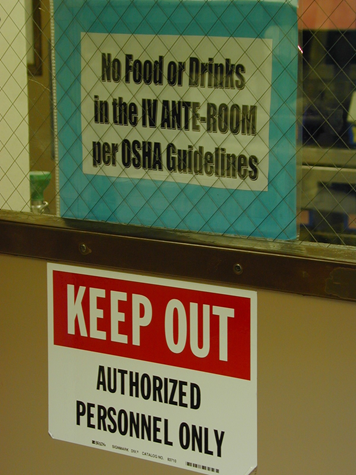 No Food or Drinks
in the IV ANTE-ROOM
per OSHA Guidelines
KEEP OUT
AUTHORIZED
PERSONNEL ONLY